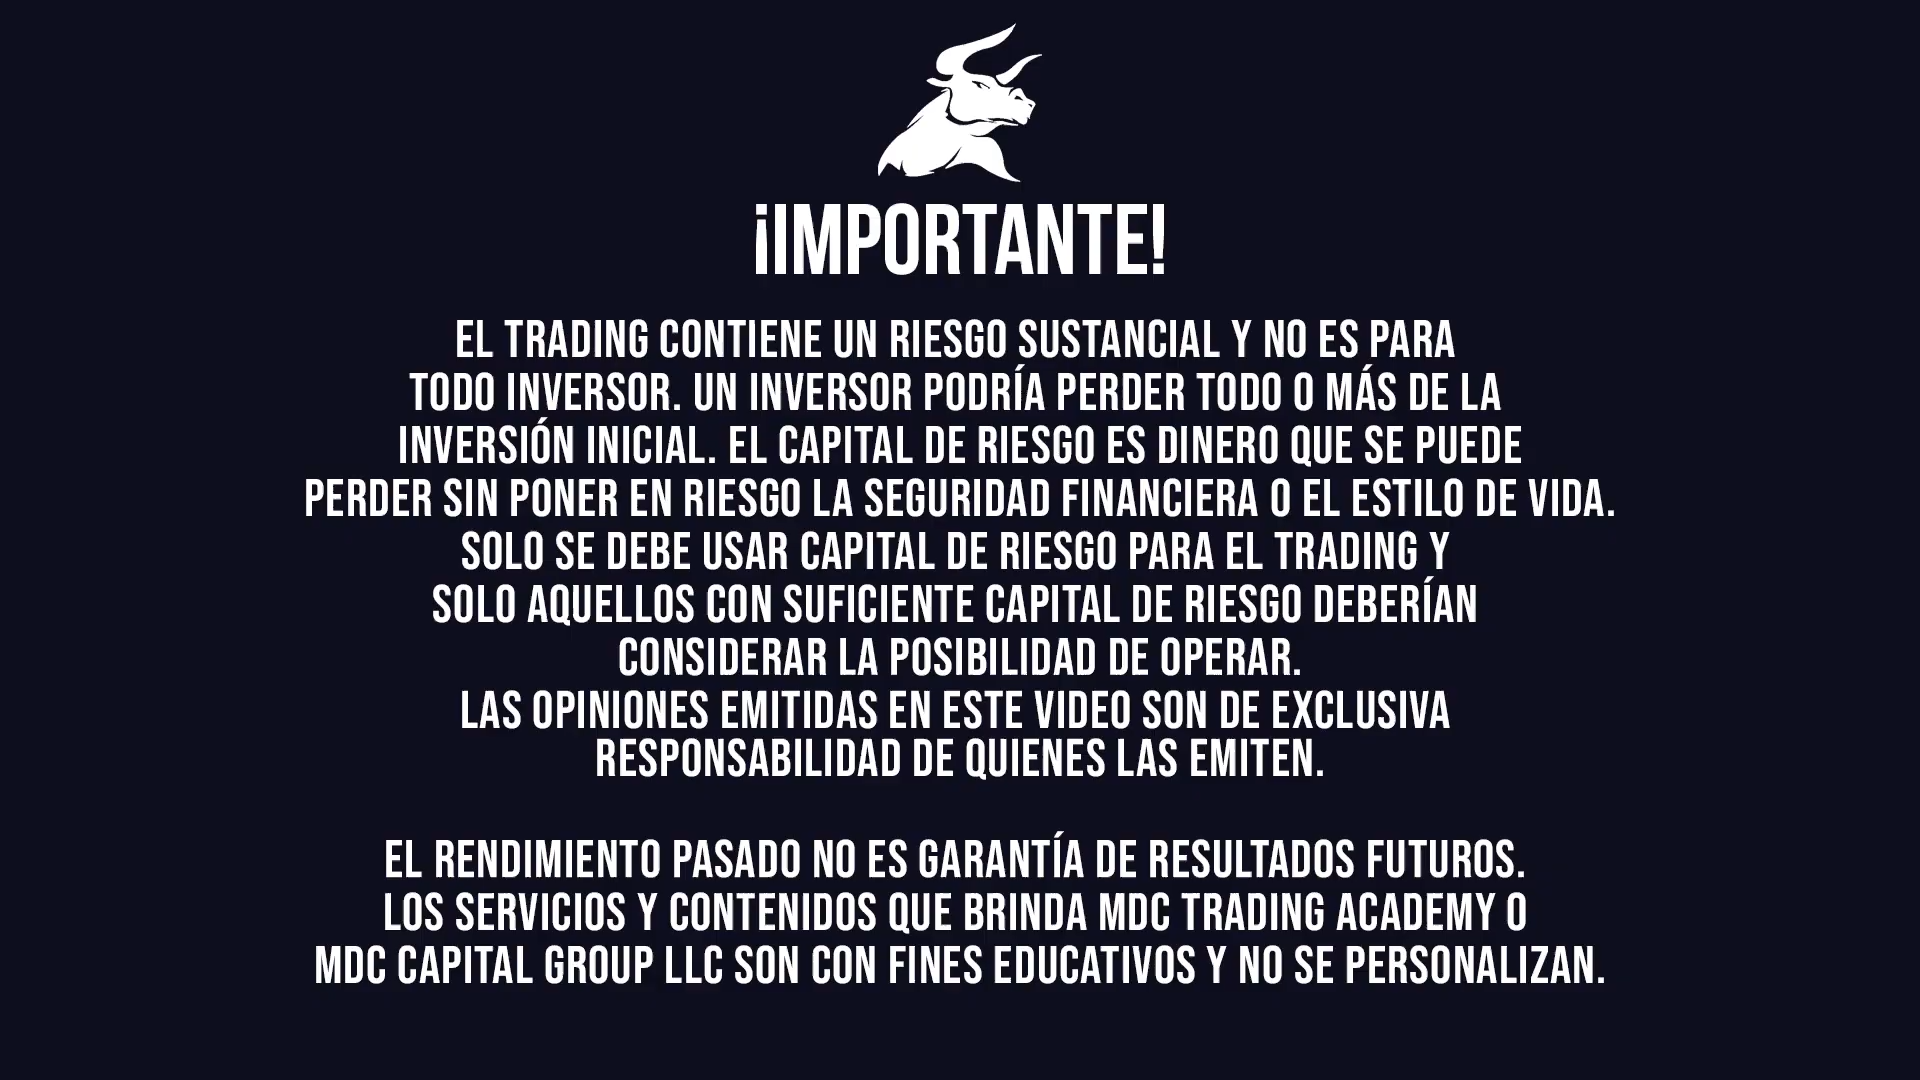 ¡IMPORTANTE!
EL TRADING CONTIENE UN RIESGO SUSTANCIAL Y NO ES PARA
TODO INVERSOR. UN INVERSOR PODRÍA PERDER TODO O MÁS DE LA
INVERSIÓN INICIAL. EL CAPITAL DE RIESGO ES DINERO QUE SE PUEDE
PERDER SIN PONER EN RIESGO LA SEGURIDAD FINANCIERA O EL ESTILO DE VIDA.
SOLO SE DEBE USAR CAPITAL DE RIESGO PARA EL TRADING Y
SOLO AQUELLOS CON SUFICIENTE CAPITAL DE RIESGO DEBERÍAN
CONSIDERAR LA POSIBILIDAD DE OPERAR.
LAS OPINIONES EMITIDAS EN ESTE VIDEO SON DE EXCLUSIVA
RESPONSABILIDAD DE QUIENES LAS EMITEN.
EL RENDIMIENTO PASADO NO ES GARANTÍA DE RESULTADOS FUTUROS.
LOS SERVICIOS Y CONTENIDOS QUE BRINDA MDC TRADING ACADEMY O
MDC CAPITAL GROUP LLC SON CON FINES EDUCATIVOS Y NO SE PERSONALIZAN.